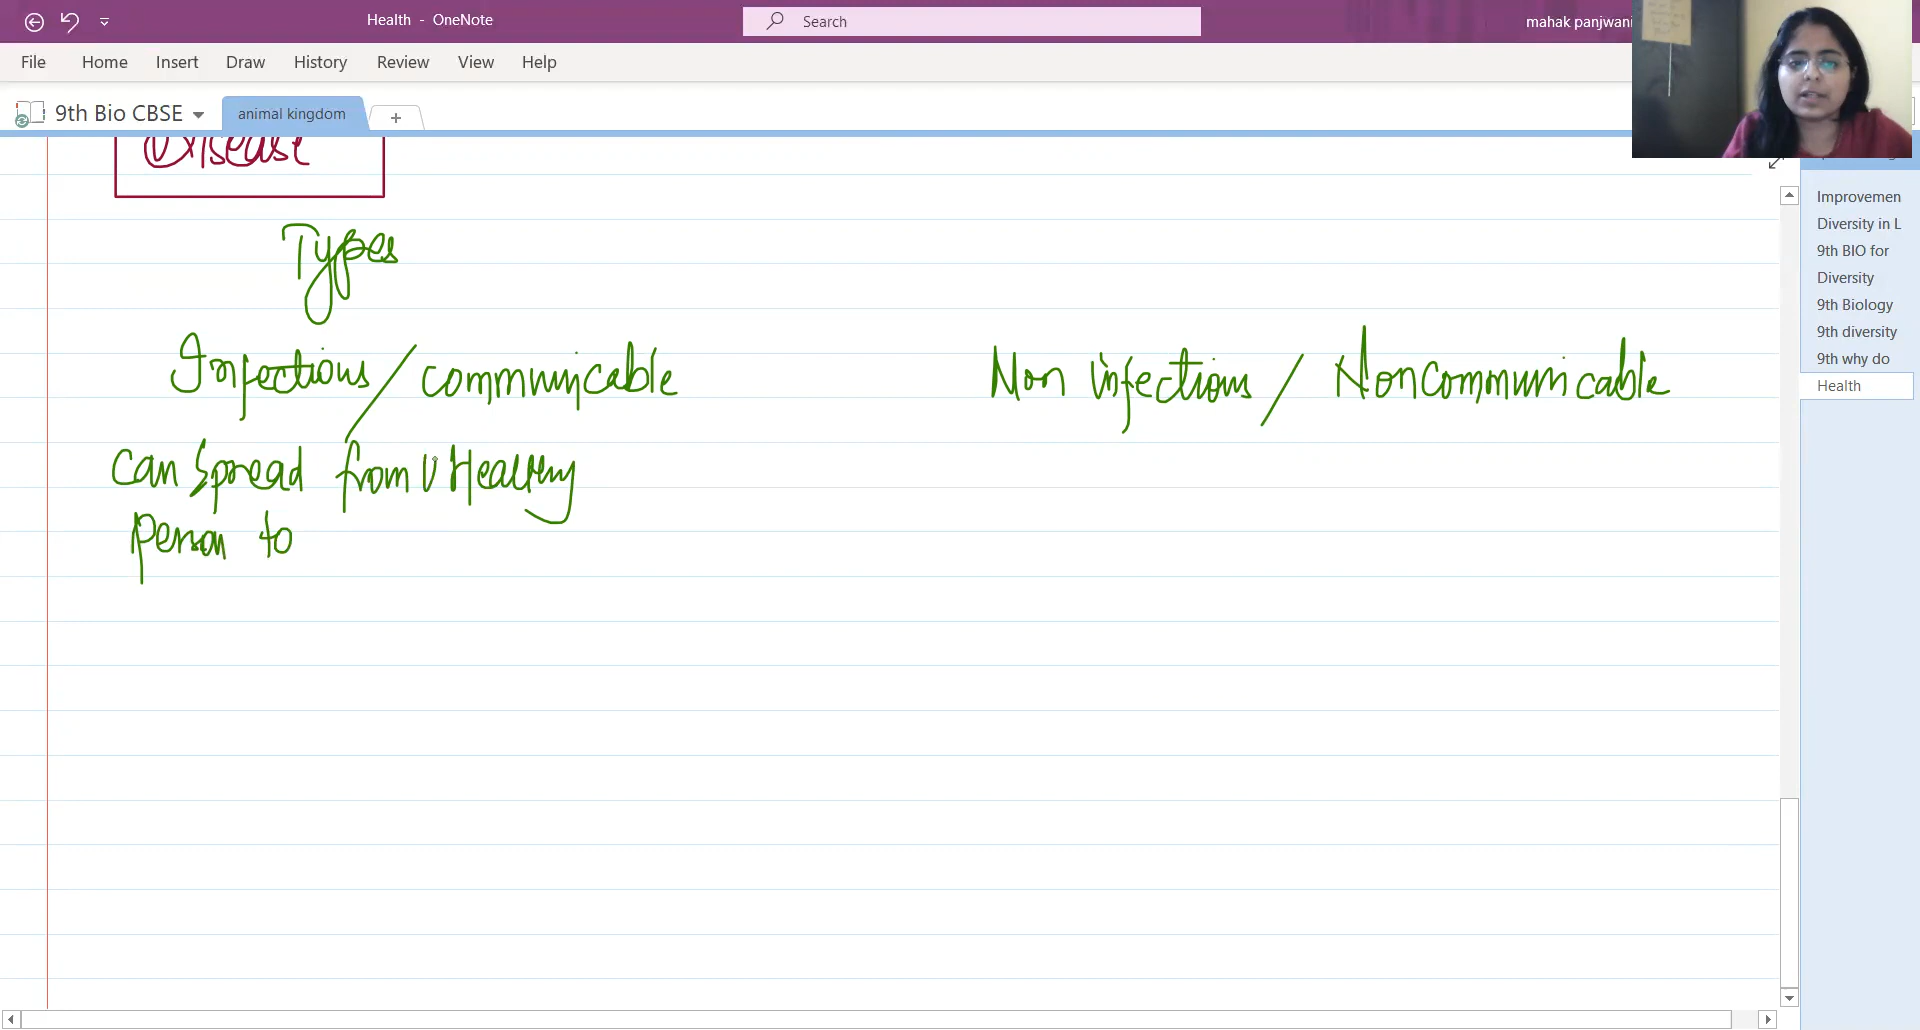 Health - OneNote
Search
mahak panjwani
File Home Insert Draw History Review View Help
9th Bio CBSE
animal kingdom
+
Disease
Types
Infectious / communicable
Non infectious / Noncommunicable
can spread from Healthy
Person to
Improvemen
Diversity in L
9th BIO for
Diversity
9th Biology
9th diversity
9th why do
Health